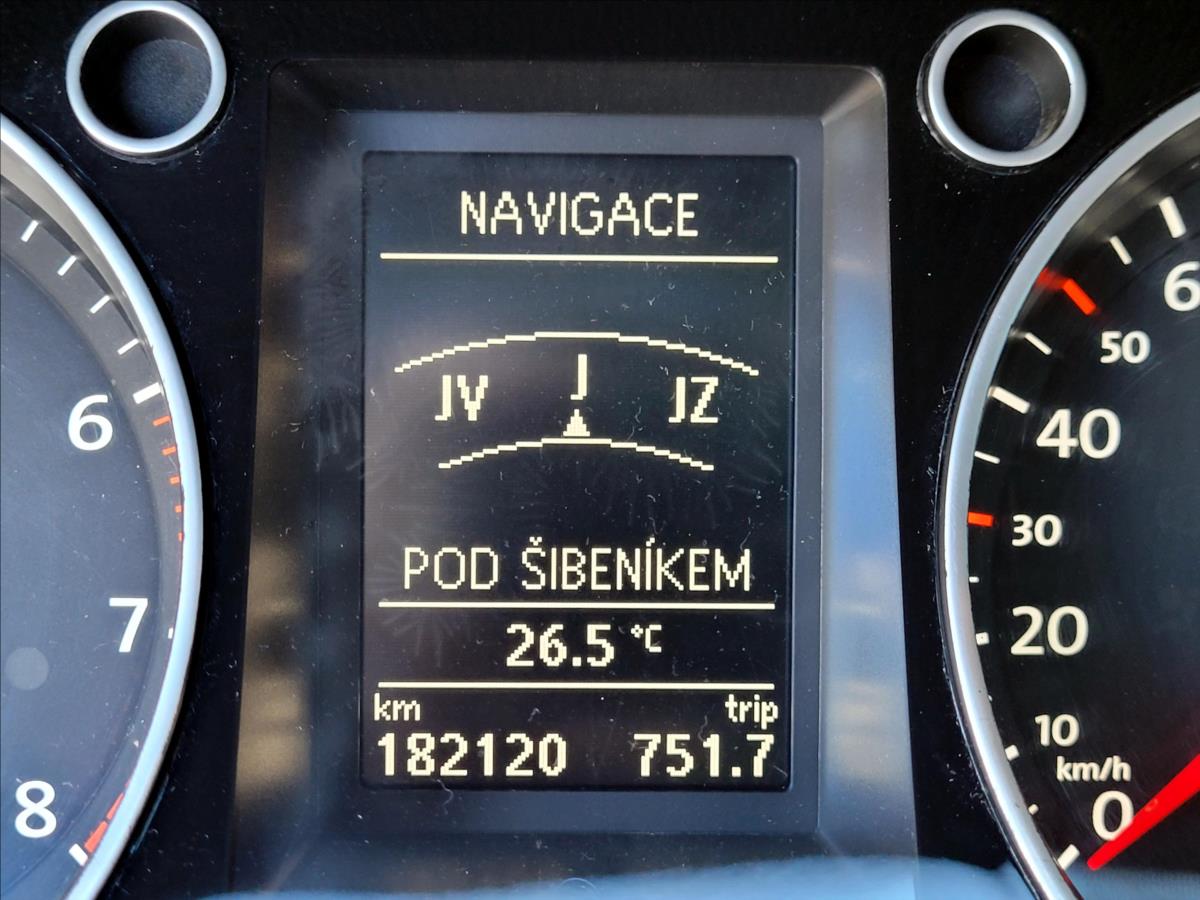 NAVIGACE
JV J JZ
POD ŠIBENÍKEM
26.5 °C
km trip
182120 751.7
6
7
8
6
50
40
30
20
10
km/h
0